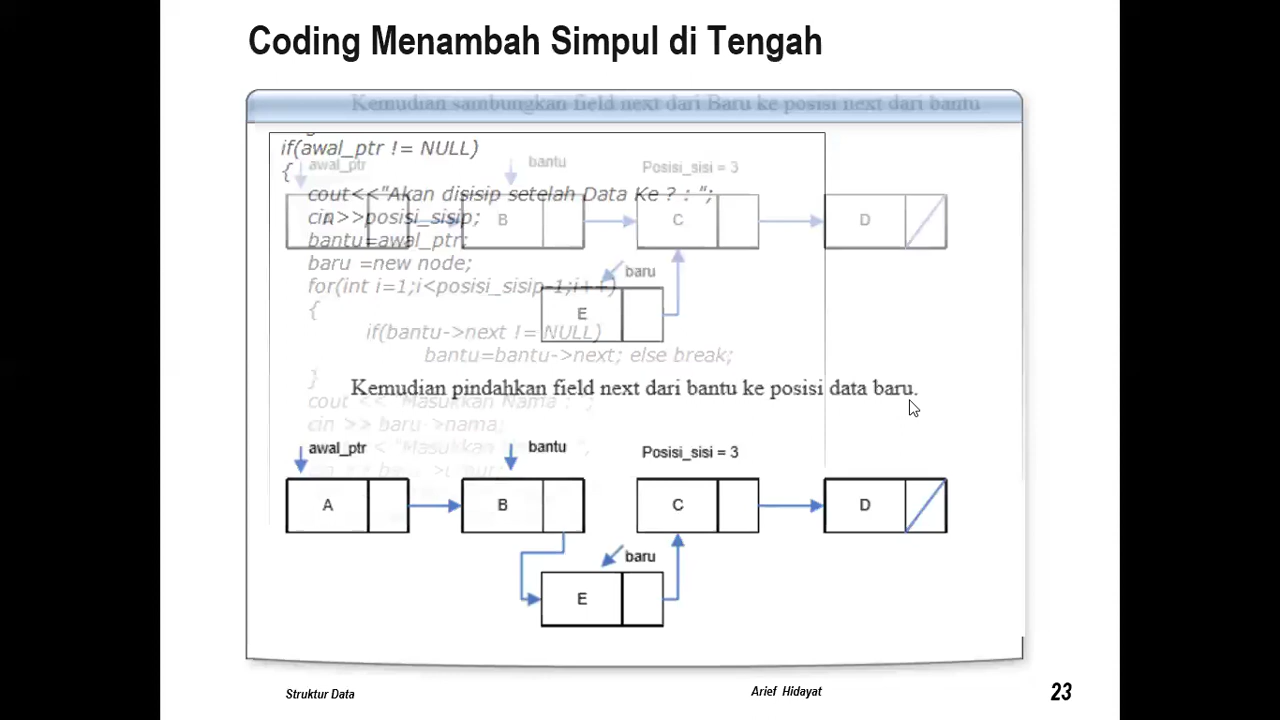 Coding Menambah Simpul di Tengah
Kemudian sambungkan field next dari Baru ke posisi next dari bantu
if(awal_ptr != NULL)
{
awal_ptr
bantu
Posisi_sisi = 3
cout<<"Akan disisip setelah Data Ke ? : ";
cin>>posisi_sisip;
A
B
C
D
bantu=awal_ptr;
baru =new node;
baru
for(int i=1;i<posisi_sisip-1;i++)
{
E
if(bantu->next != NULL)
bantu=bantu->next; else break;
}
Kemudian pindahkan field next dari bantu ke posisi data baru.
cout << "Masukkan Nama : ";
cin >> baru->nama;
"Masukkan
awal_ptr
bantu
Posisi_sisi = 3
A
B
C
D
baru
E
Struktur Data
Arief Hidayat
23